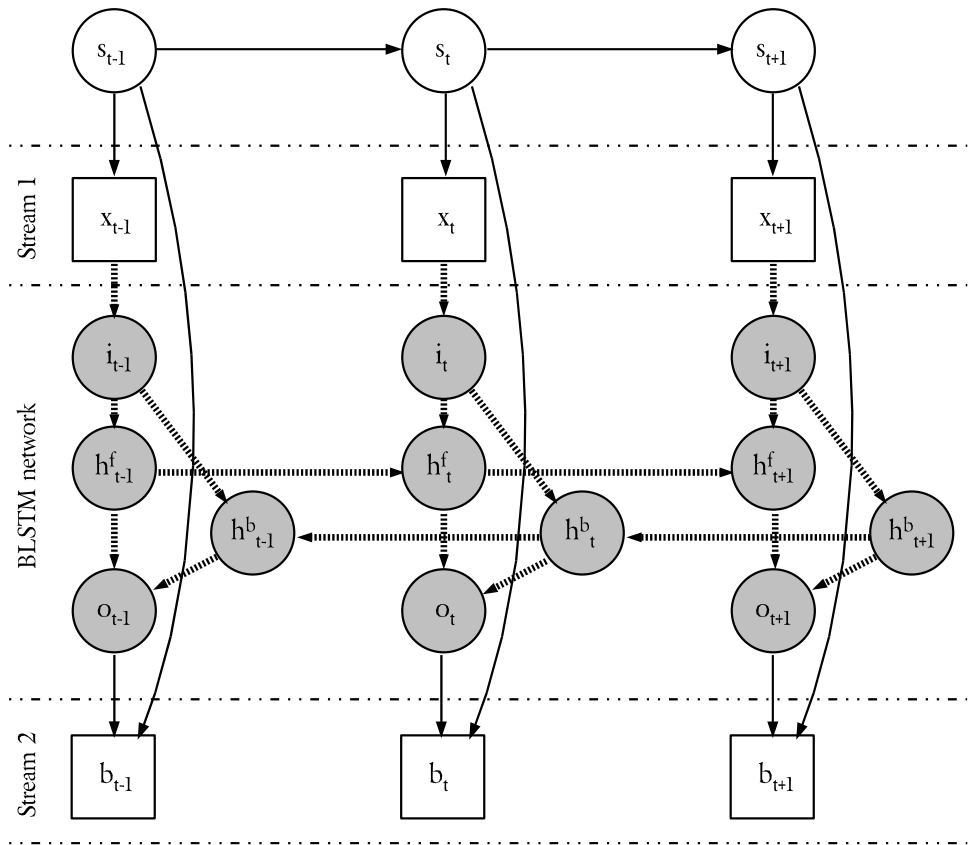 s_{t-1} s_t s_{t+1}
Stream 1
x_{t-1} x_t x_{t+1}
BLSTM network
i_{t-1} i_t i_{t+1}
h^f_{t-1} h^f_t h^f_{t+1}
h^b_{t-1} h^b_t h^b_{t+1}
o_{t-1} o_t o_{t+1}
Stream 2
b_{t-1} b_t b_{t+1}